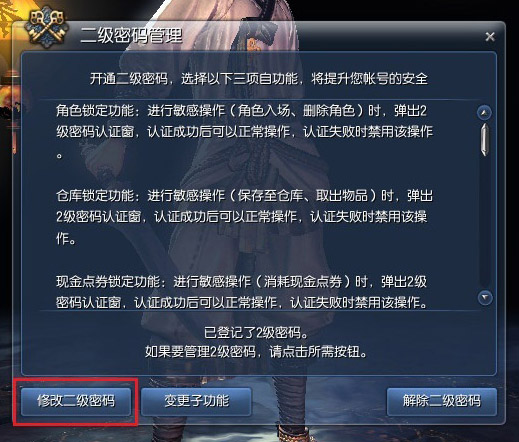 二级密码管理
开通二级密码，选择以下三项自功能，将提升您帐号的安全
角色锁定功能：进行敏感操作（角色入场、删除角色）时，弹出2
级密码认证窗，认证成功后可以正常操作，认证失败时禁用该操作
。
仓库锁定功能：进行敏感操作（保存至仓库、取出物品）时，弹出
2级密码认证窗，认证成功后可以正常操作，认证失败时禁用该操
作。
现金点券锁定功能：进行敏感操作（消耗现金点券）时，弹出2级
密码认证窗，认证成功后可以正常操作，认证失败时禁用该操作。
已登记了2级密码。
如果要管理2级密码，请点击所需按钮。
修改二级密码
变更子功能
解除二级密码